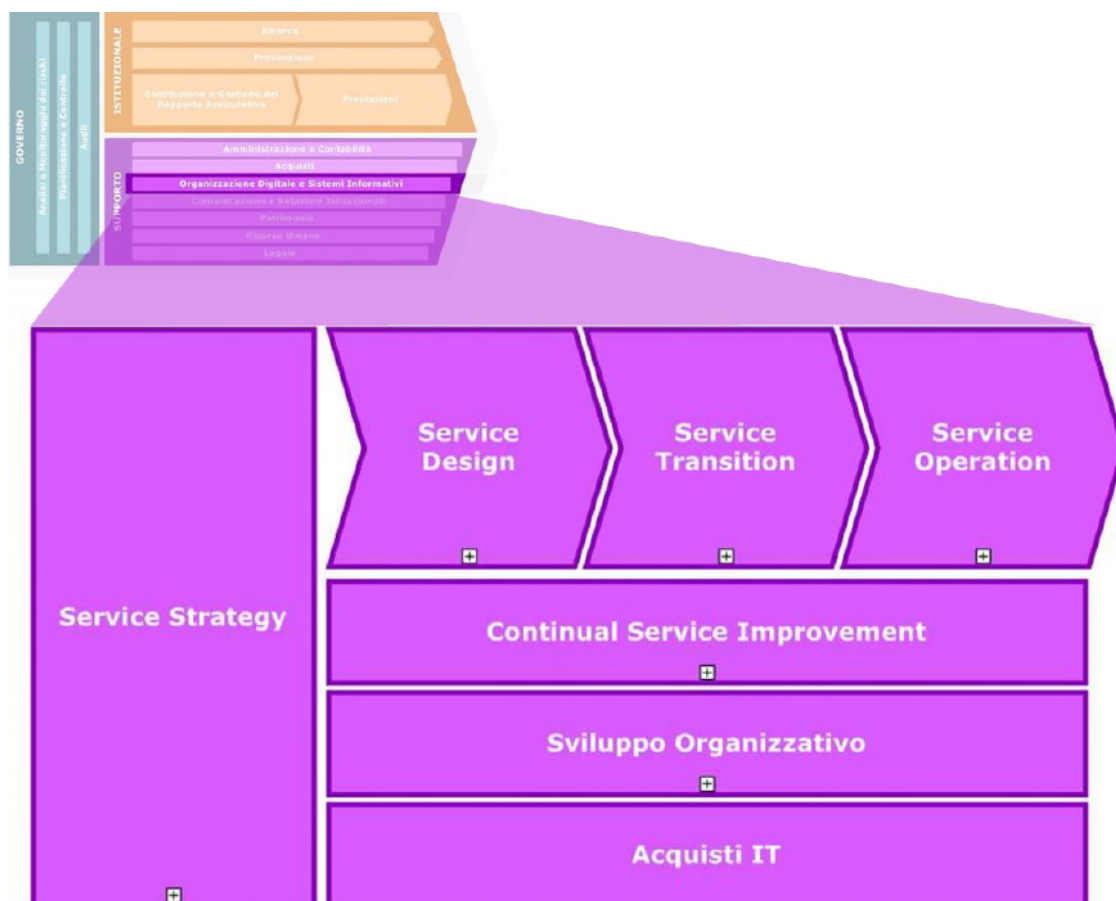 GOVERNO
Analisi e Monitoraggio dei rischi
Pianificazione e Controllo
Audit
ISTITUZIONALE
Ricerca
Prevenzione
Costituzione e Gestione del
Rapporto Assicurativo
Prestazioni
SUPPORTO
Amministrazione e Contabilità
Acquisti
Organizzazione Digitale e Sistemi Informativi
Comunicazione e Relazioni Istituzionali
Patrimonio
Risorse Umane
Legale
Service Strategy
Service
Design
Service
Transition
Service
Operation
Continual Service Improvement
Sviluppo Organizzativo
Acquisti IT